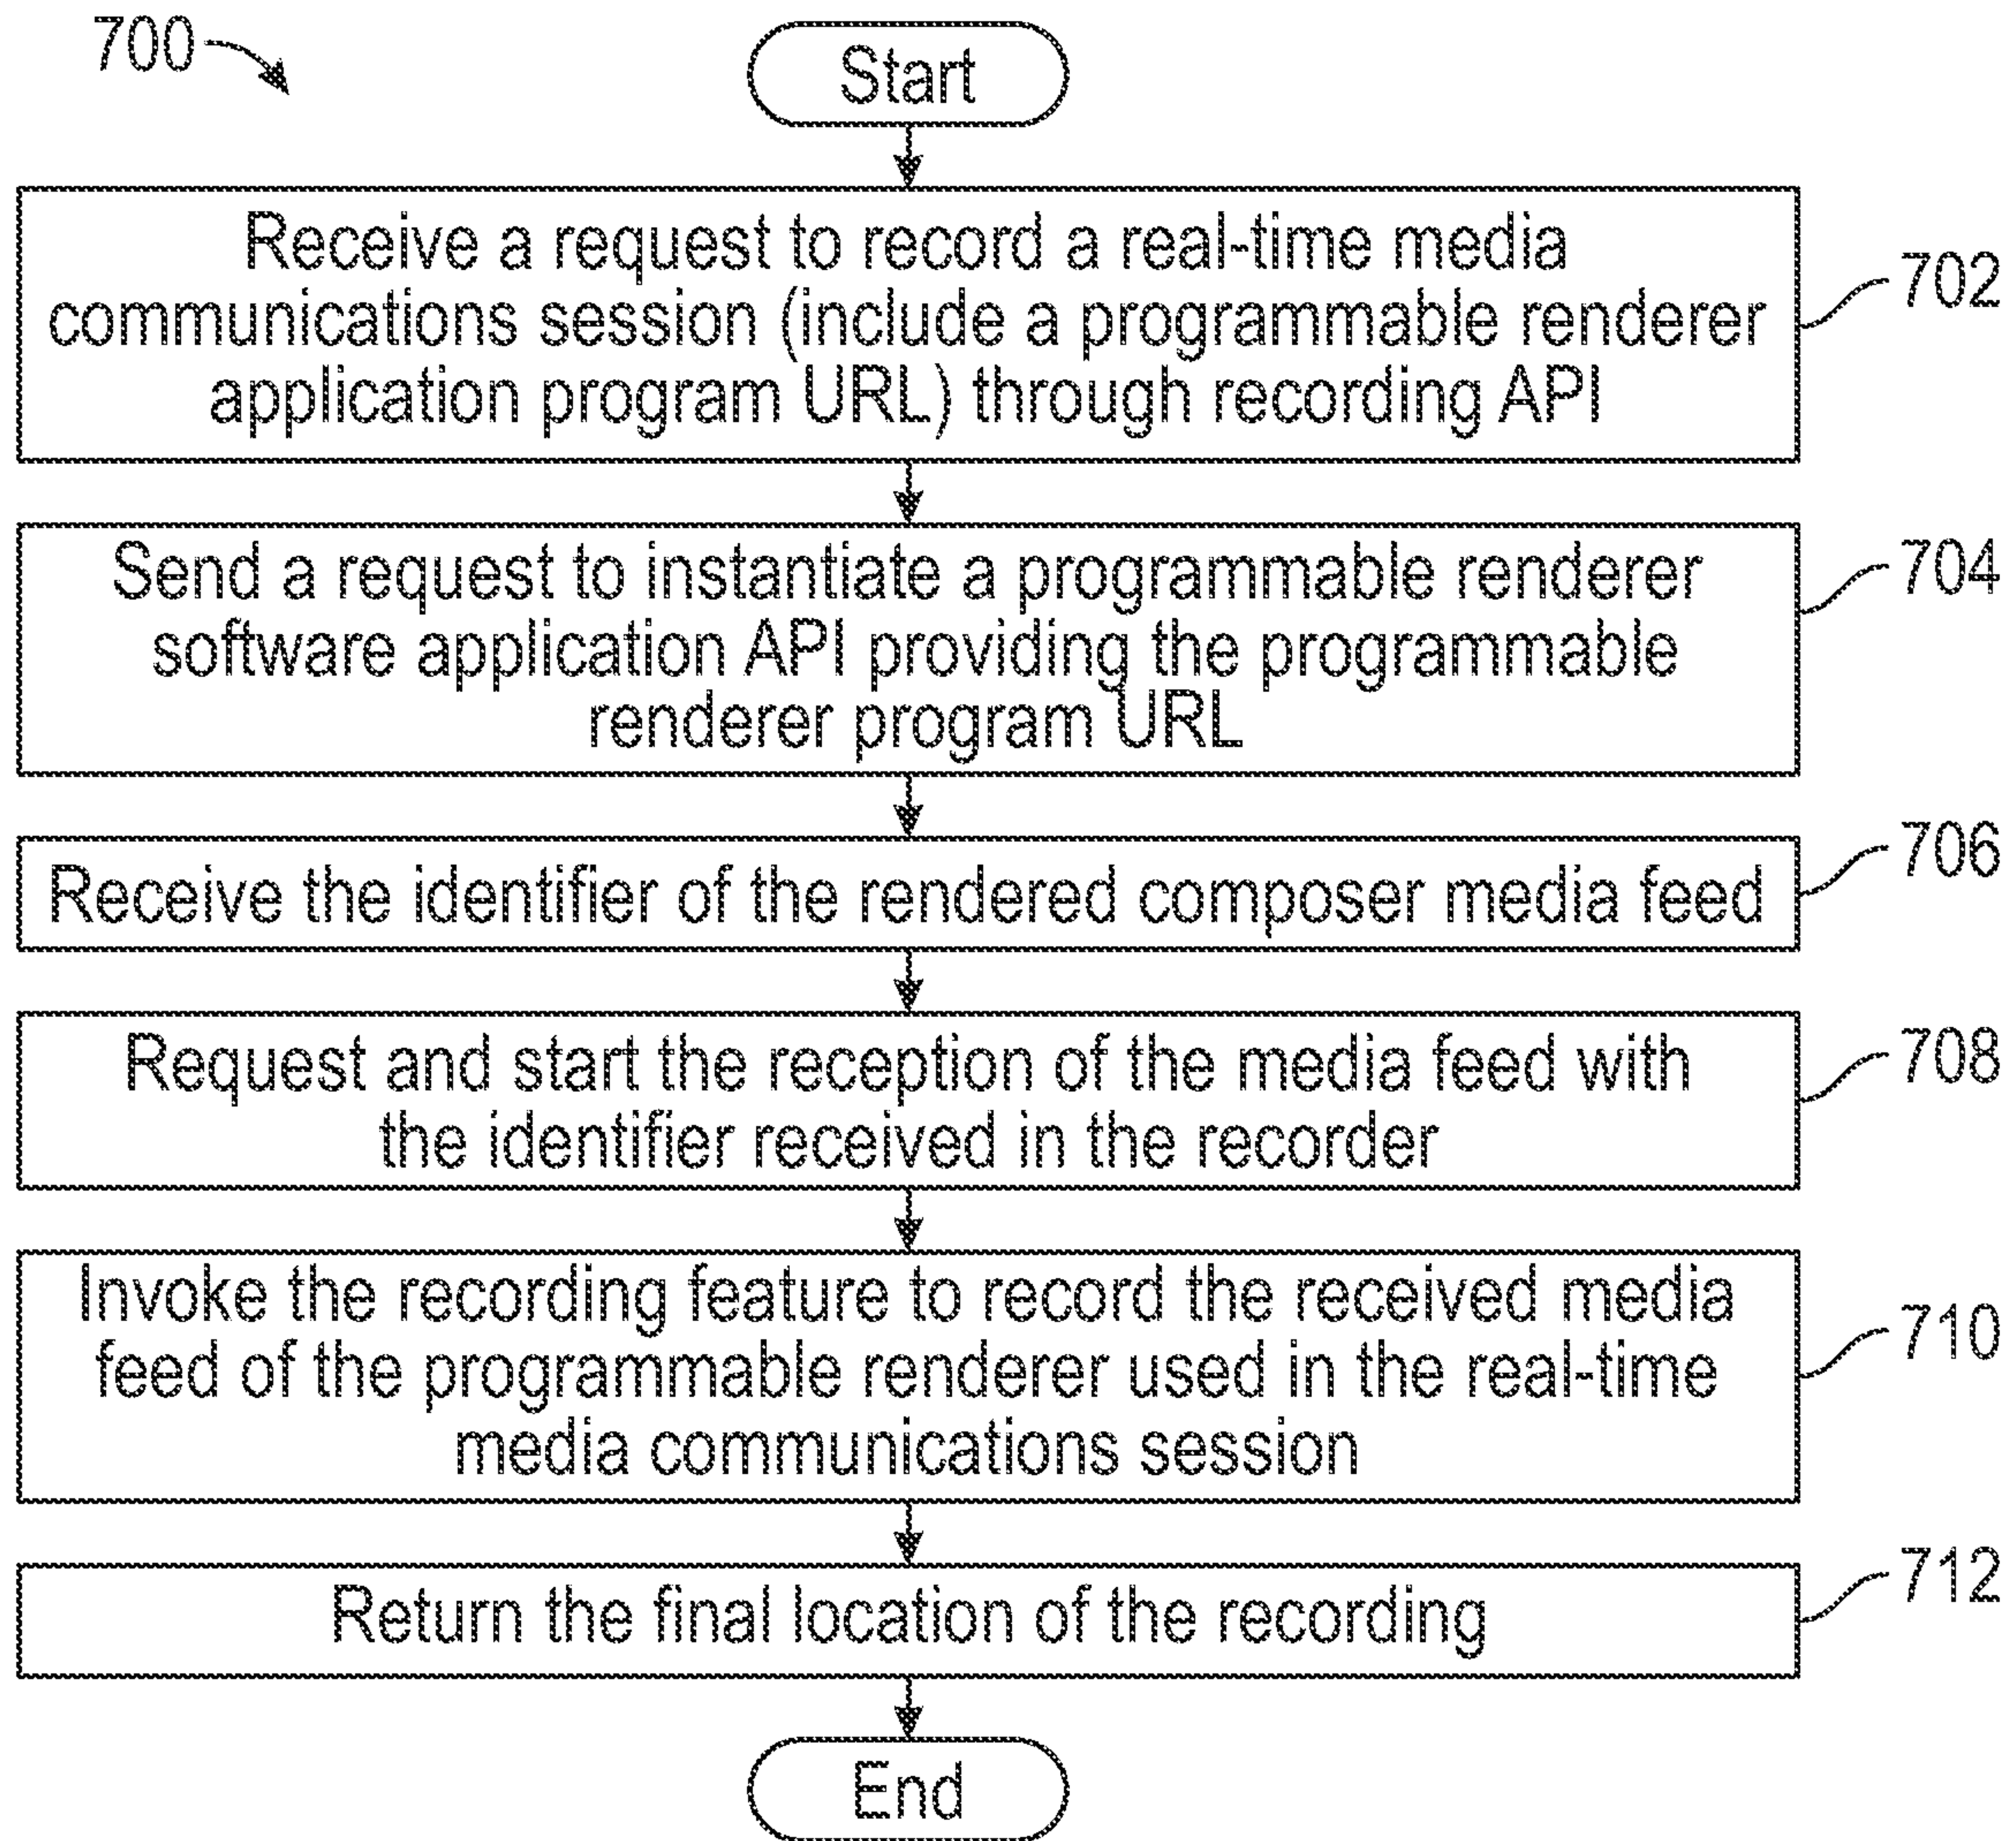 700
Start
Receive a request to record a real-time media
communications session (include a programmable renderer
application program URL) through recording API
702
Send a request to instantiate a programmable renderer
software application API providing the programmable
renderer program URL
704
Receive the identifier of the rendered composer media feed
706
Request and start the reception of the media feed with
the identifier received in the recorder
708
Invoke the recording feature to record the received media
feed of the programmable renderer used in the real-time
media communications session
710
Return the final location of the recording
712
End